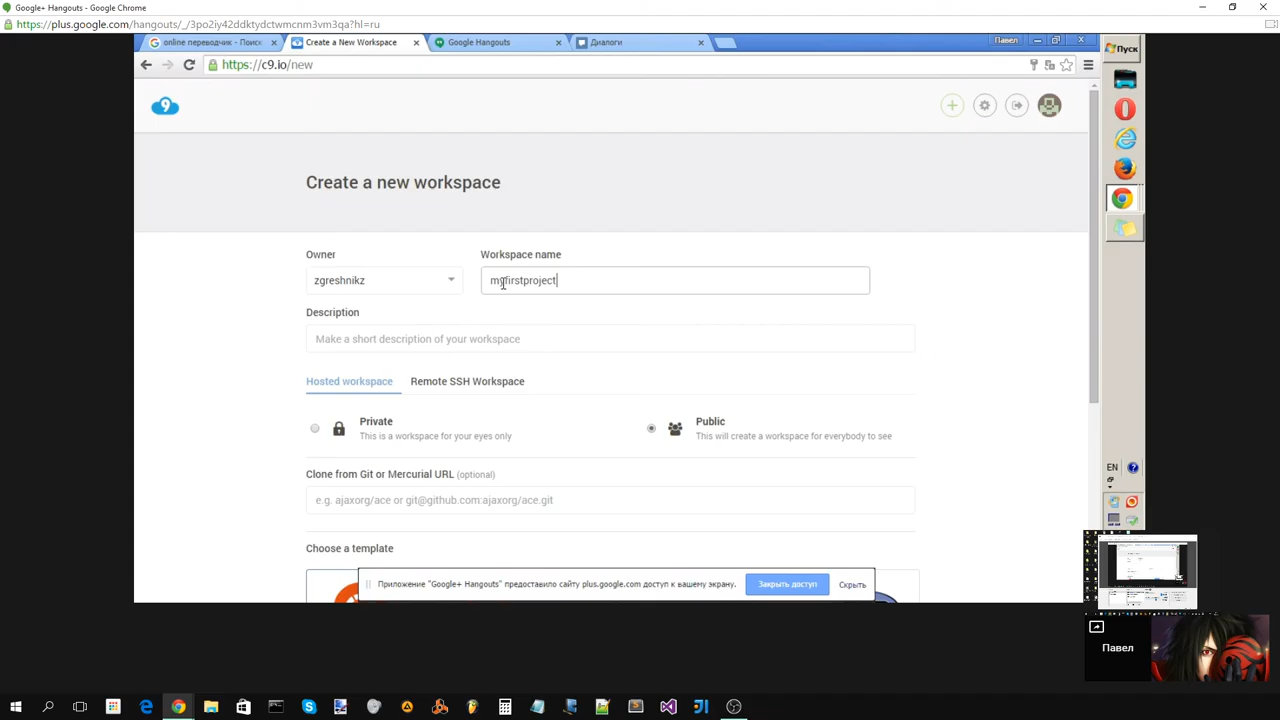 Google+ Hangouts - Google Chrome
https://plus.google.com/hangouts/_/3po2iy42ddktydctwmcnm3vm3qa?hl=ru
online переводчик - Поиск
Create a New Workspace
Google Hangouts
Диалоги
Павел
Пуск
https://c9.io/new
9
Create a new workspace
Owner
Workspace name
zgreshnikz
myfirstproject
Description
Make a short description of your workspace
Hosted workspace
Remote SSH Workspace
Private
This is a workspace for your eyes only
Public
This will create a workspace for everybody to see
Clone from Git or Mercurial URL (optional)
EN
e.g. ajaxorg/ace or git@github.com:ajaxorg/ace.git
Choose a template
Приложение "Google+ Hangouts" предоставило сайту plus.google.com доступ к вашему экрану.
Закрыть доступ
Скрыть
Павел